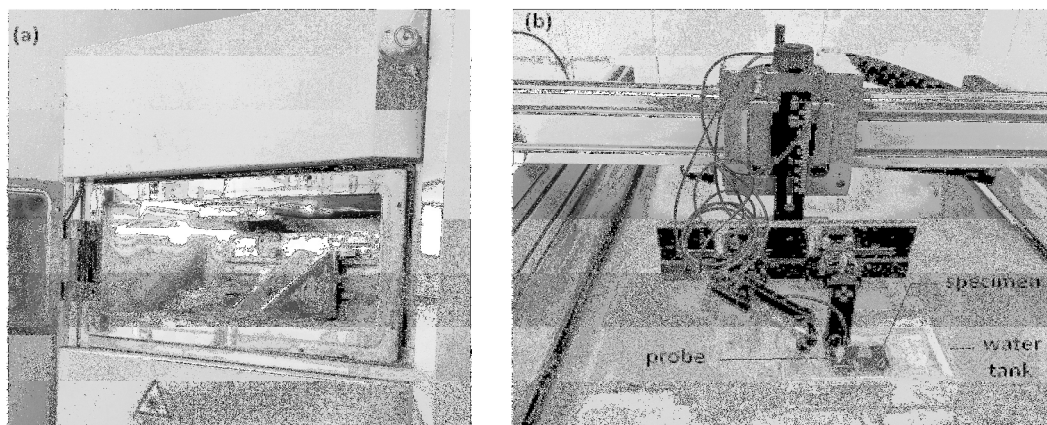 (a)
(b)
specimen
probe
water
tank